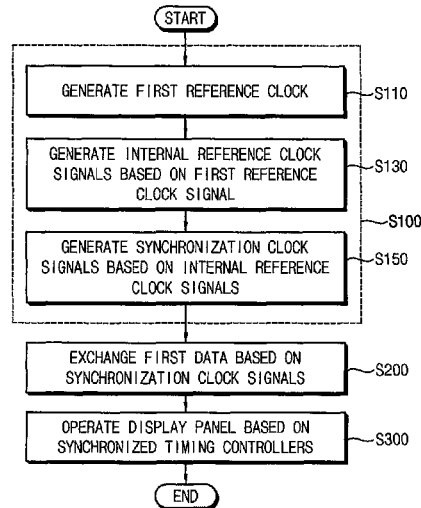 START
GENERATE FIRST REFERENCE CLOCK
S110
GENERATE INTERNAL REFERENCE CLOCK
SIGNALS BASED ON FIRST REFERENCE
CLOCK SIGNAL
S130
S100
GENERATE SYNCHRONIZATION CLOCK
SIGNALS BASED ON INTERNAL REFERENCE
CLOCK SIGNALS
S150
EXCHANGE FIRST DATA BASED ON
SYNCHRONIZATION CLOCK SIGNALS
S200
OPERATE DISPLAY PANEL BASED ON
SYNCHRONIZED TIMING CONTROLLERS
S300
END